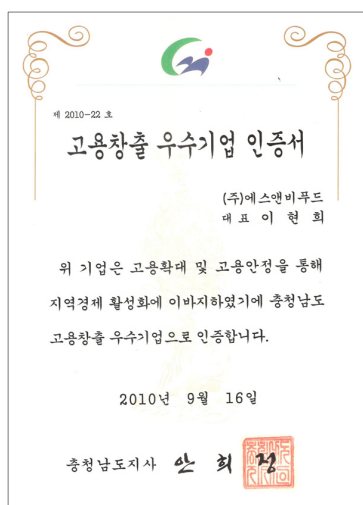 제 2010-22 호
고용창출 우수기업 인증서
(주)에스앤비푸드
대 표 이 현 희
위 기업은 고용확대 및 고용안정을 통해
지역경제 활성화에 이바지하였기에 충청남도
고용창출 우수기업으로 인증합니다.
2010년 9월 16일
충청남도지사 안 희 정